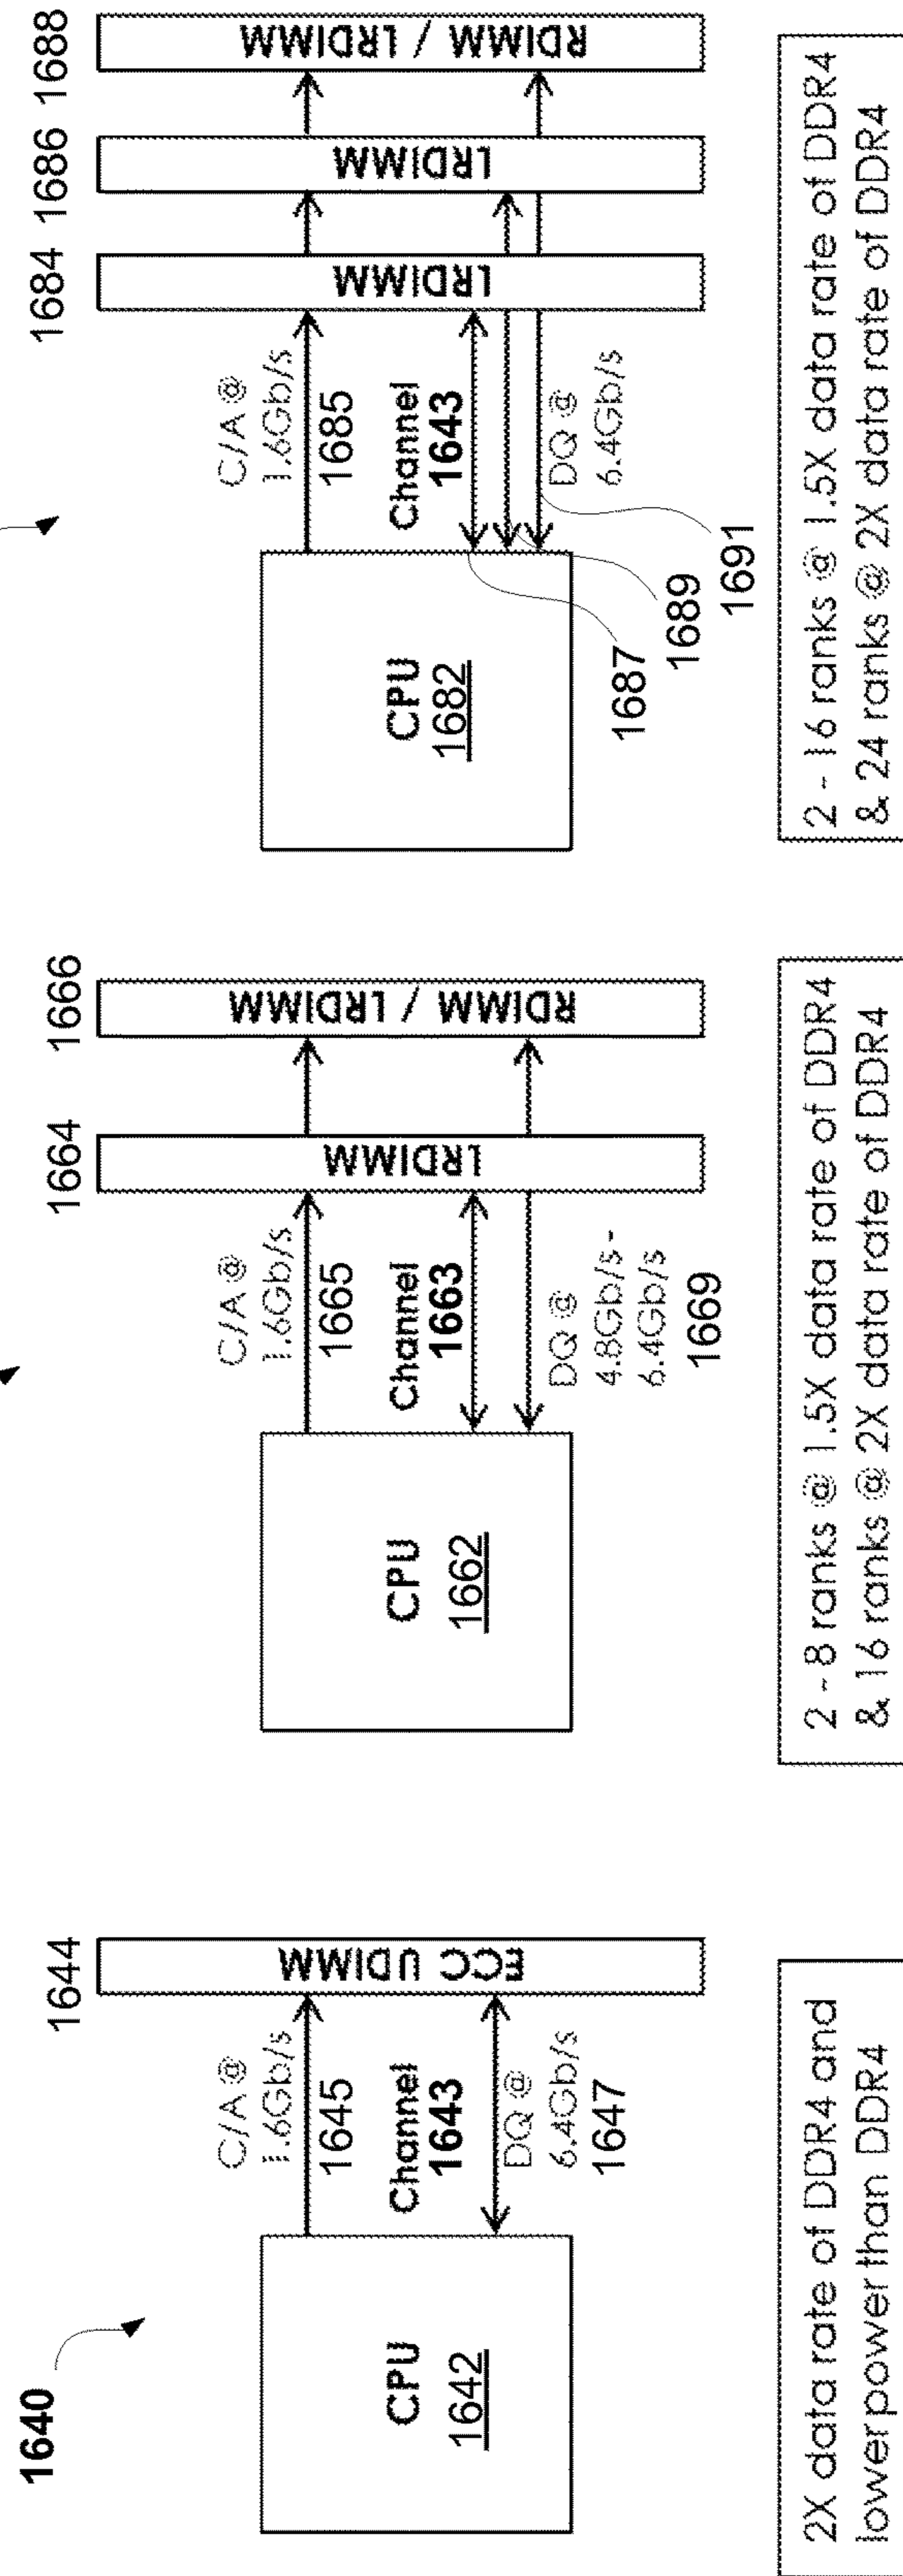 1640
CPU
1642
C/A @
1.6Gb/s
1645
Channel
1643
DQ @
6.4Gb/s
1647
1644
ECC UDIMM
2X data rate of DDR4 and
lower power than DDR4
CPU
1662
C/A @
1.6Gb/s
1665
Channel
1663
DQ @
4.8Gb/s -
6.4Gb/s
1669
1664
LRDIMM
1666
RDIMM / LRDIMM
2 - 8 ranks @ 1.5X data rate of DDR4
& 16 ranks @ 2X data rate of DDR4
CPU
1682
C/A @
1.6Gb/s
1685
Channel
1643
DQ @
6.4Gb/s
1687
1689
1691
1684
LRDIMM
1686
LRDIMM
1688
RDIMM / LRDIMM
2 - 16 ranks @ 1.5X data rate of DDR4
& 24 ranks @ 2X data rate of DDR4